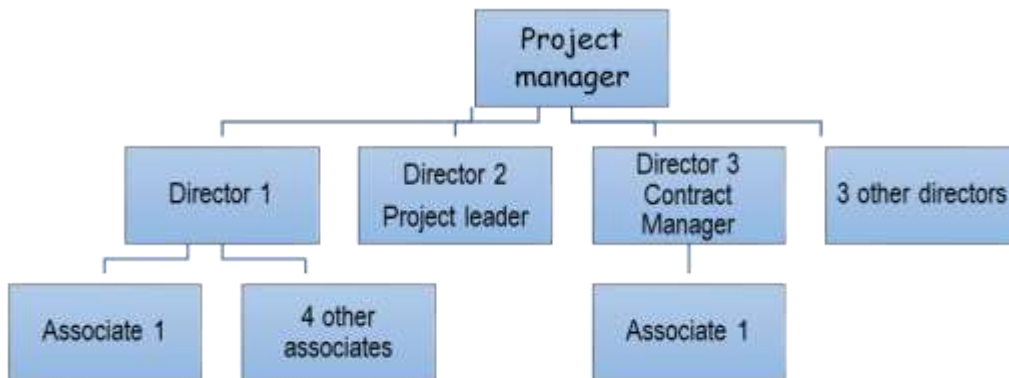 Project
manager
Director 1
Director 2
Project leader
Director 3
Contract
Manager
3 other directors
Associate 1
4 other
associates
Associate 1